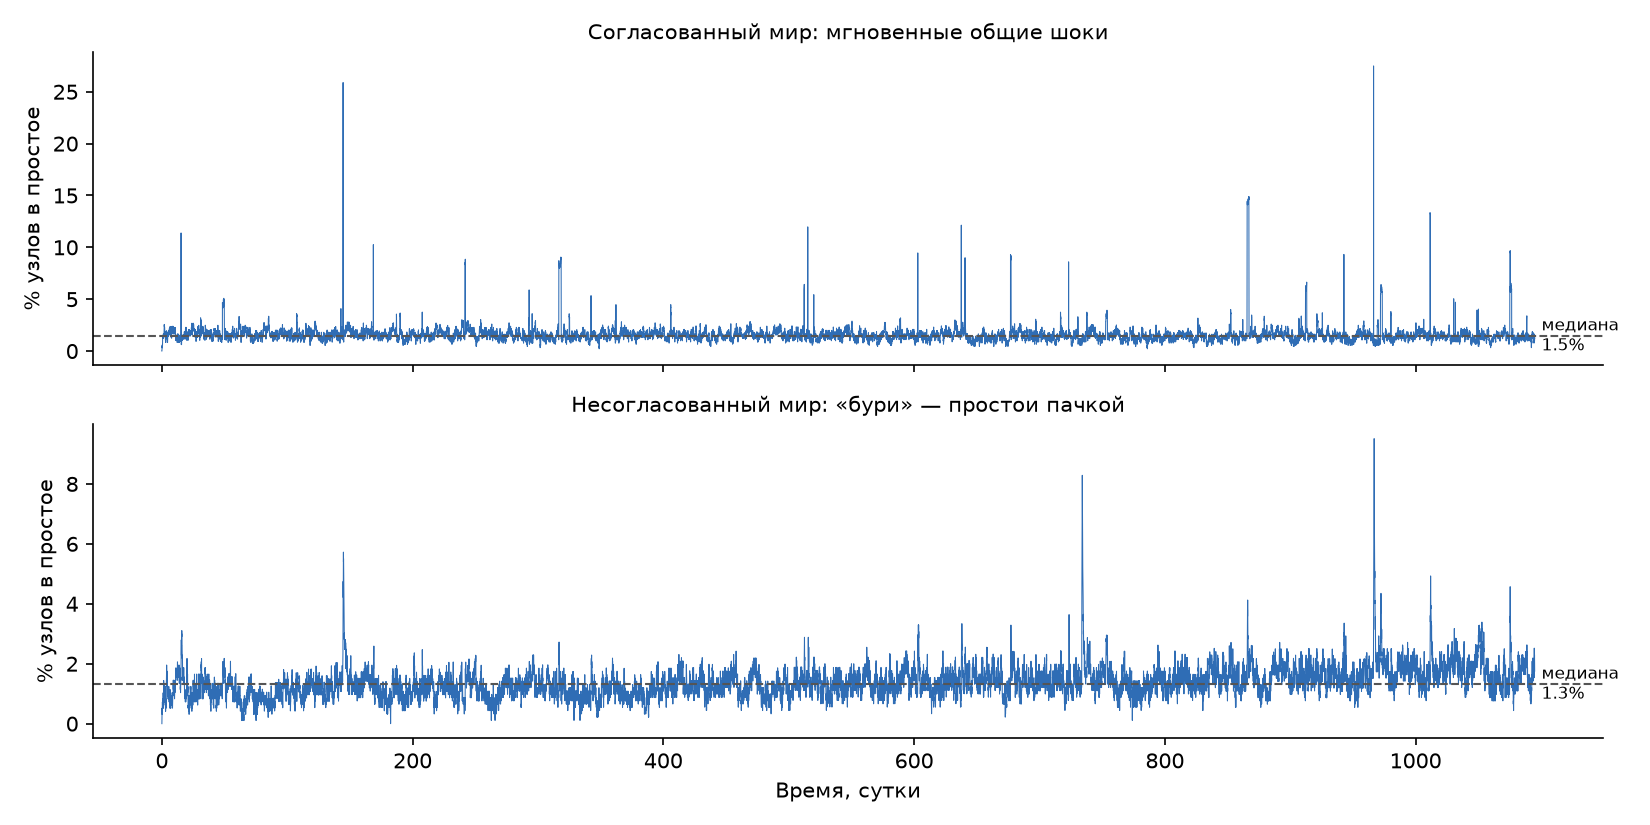 Согласованный мир: мгновенные общие шоки
% узлов в простое
25
20
15
10
5
0
медиана
1.5%
Несогласованный мир: «бури» — простои пачкой
% узлов в простое
8
6
4
2
0
медиана
1.3%
0 200 400 600 800 1000
Время, сутки